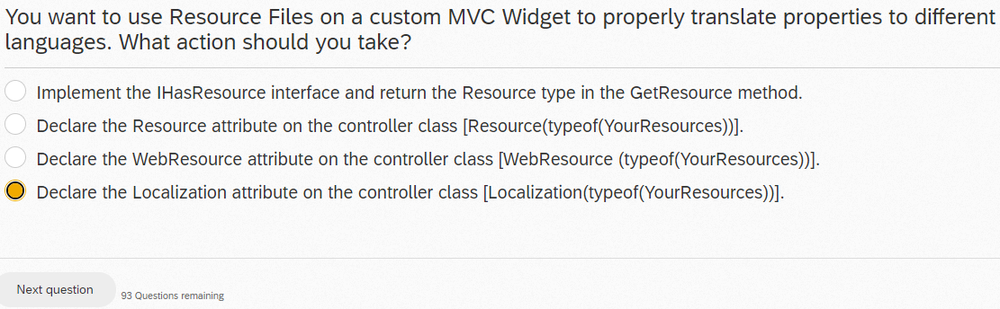 You want to use Resource Files on a custom MVC Widget to properly translate properties to different
languages. What action should you take?
Implement the IHasResource interface and return the Resource type in the GetResource method.
Declare the Resource attribute on the controller class [Resource(typeof(YourResources))].
Declare the WebResource attribute on the controller class [WebResource (typeof(YourResources))].
Declare the Localization attribute on the controller class [Localization(typeof(YourResources))].
Next question
93 Questions remaining